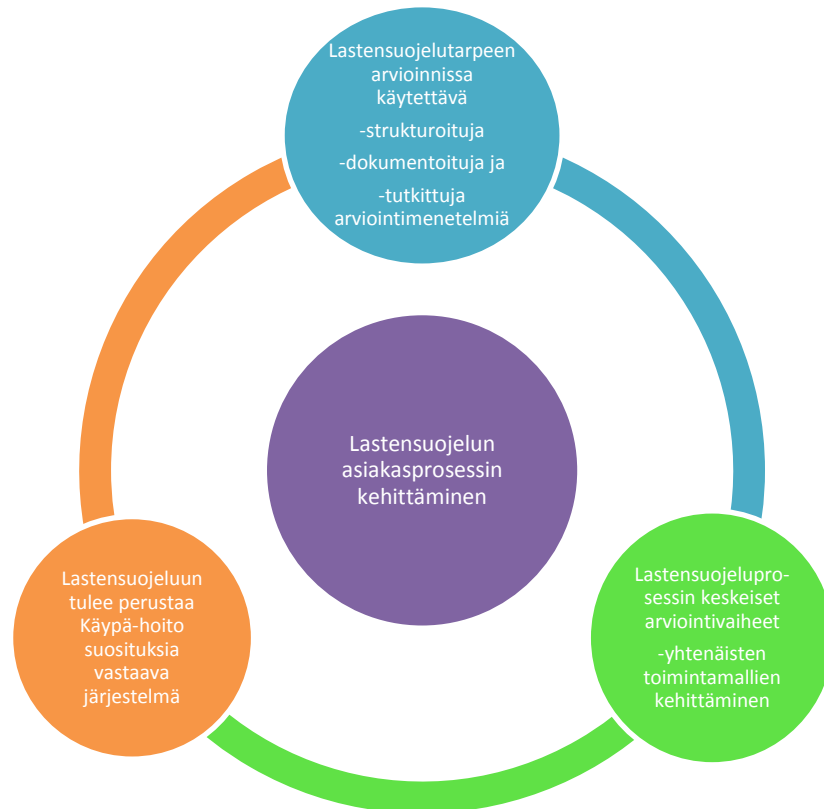 Lastensuojelutarpeen
arvioinnissa
käytettävä
-strukturoituja
-dokumentoituja ja
-tutkittuja
arviointimenetelmiä
Lastensuojelun
asiakasprosessin
kehittäminen
Lastensuojelupro-
sessin keskeiset
arviointivaiheet
-yhtenäisten
toimintamallien
kehittäminen
Lastensuojeluun
tulee perustaa
Käypä-hoito
suosituksia
vastaava
järjestelmä